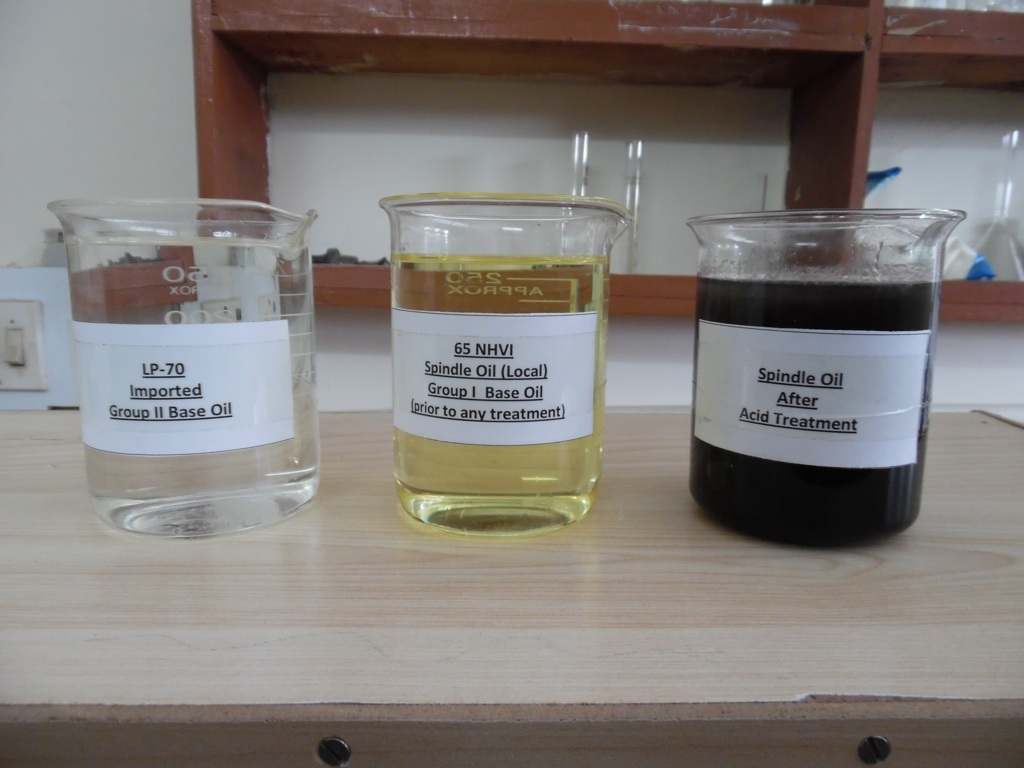 LP-70
Imported
Group II Base Oil
250
APPROX
65 NHVI
Spindle Oil (Local)
Group I Base Oil
(prior to any treatment)
Spindle Oil
After
Acid Treatment